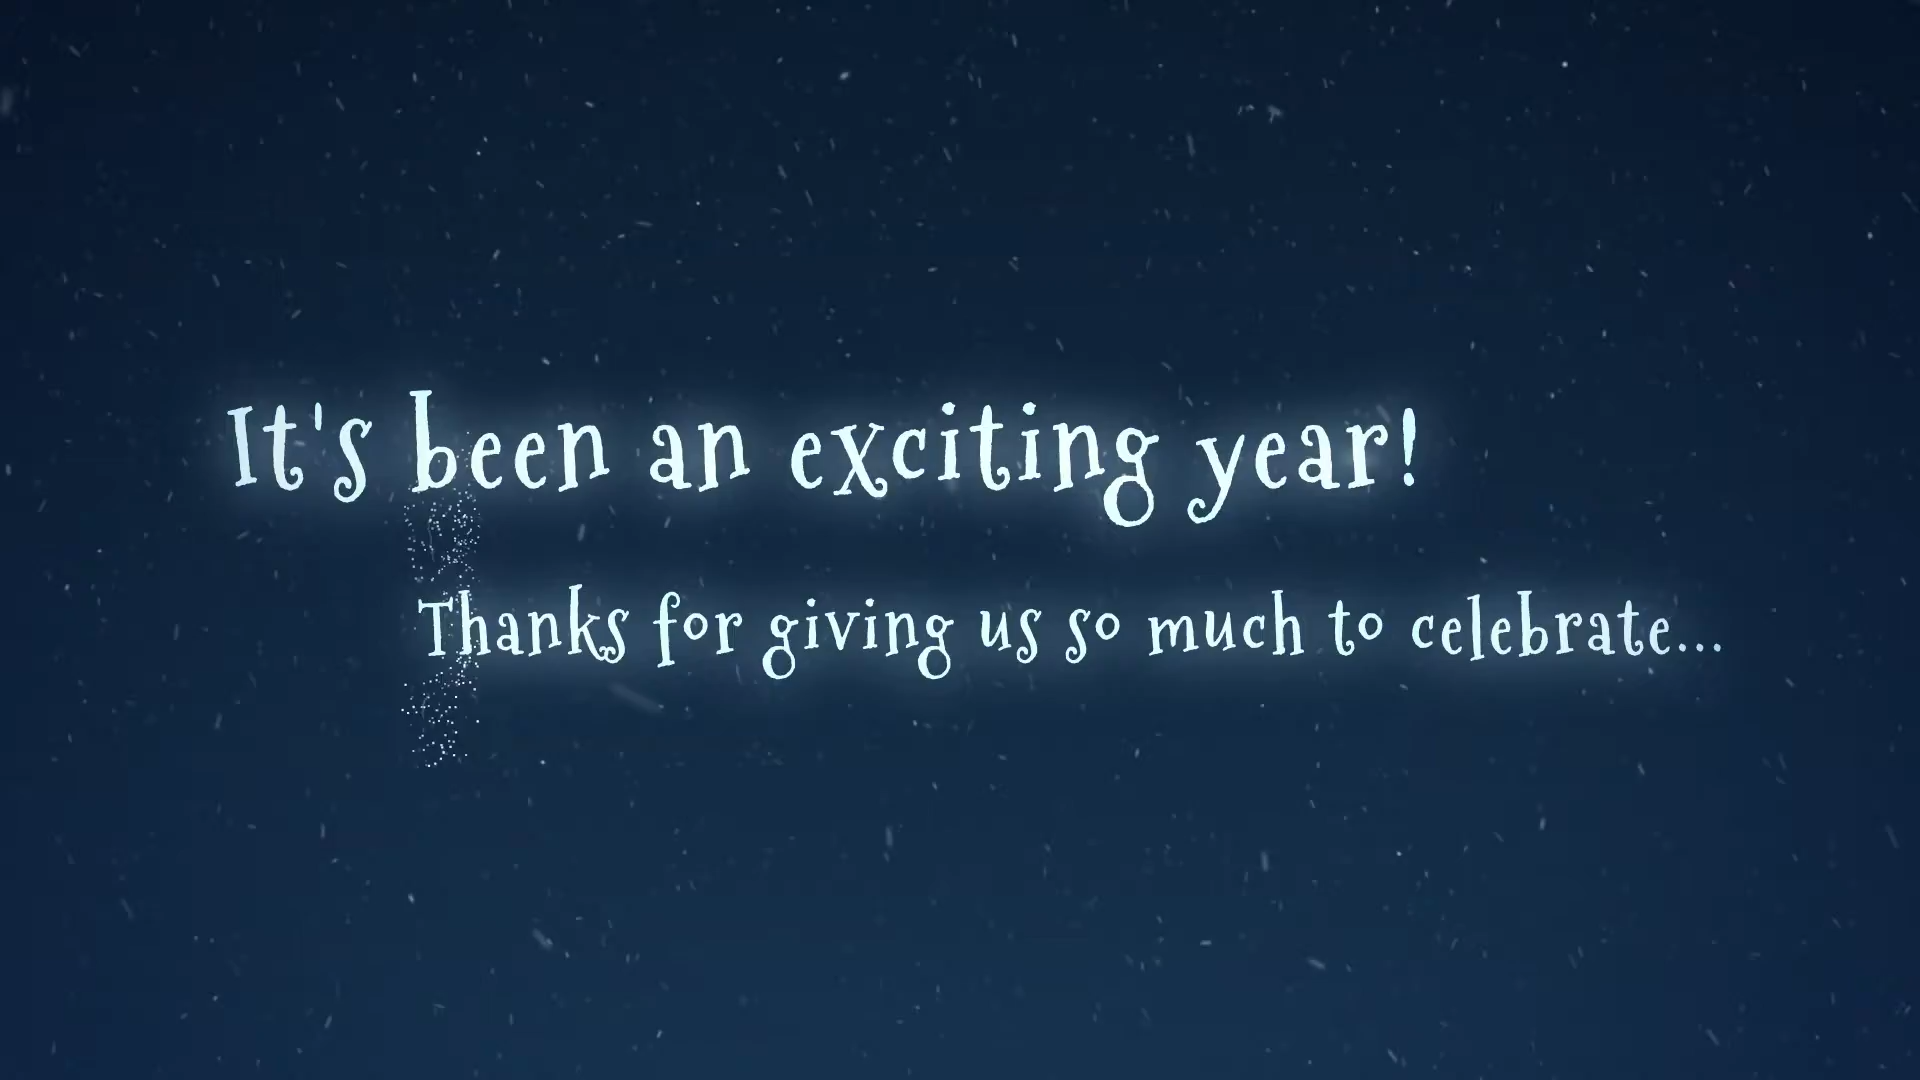 It's been an exciting year!
Thanks for giving us so much to celebrate...